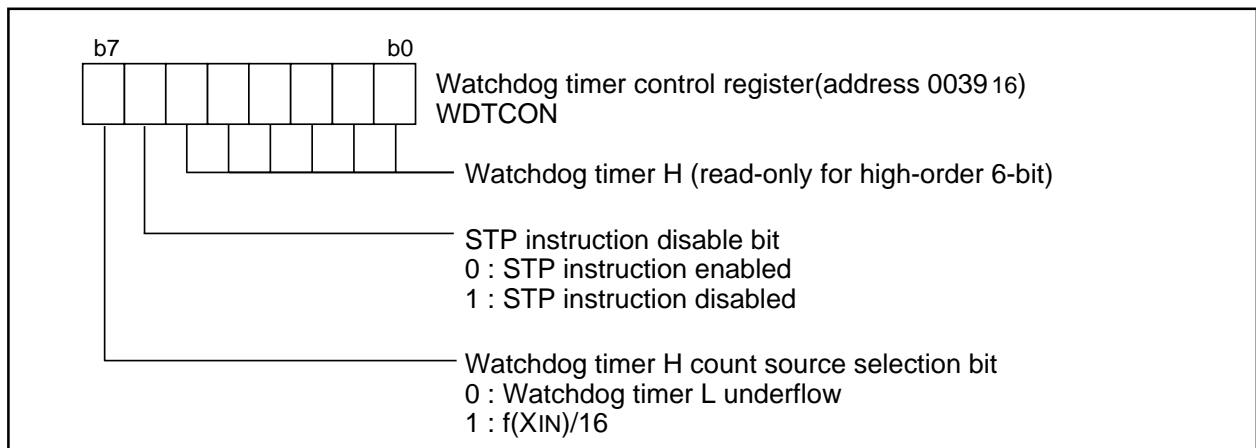 b7 b0
Watchdog timer control register(address 003916)
WDTCON
Watchdog timer H (read-only for high-order 6-bit)
STP instruction disable bit
0 : STP instruction enabled
1 : STP instruction disabled
Watchdog timer H count source selection bit
0 : Watchdog timer L underflow
1 : f(XIN)/16